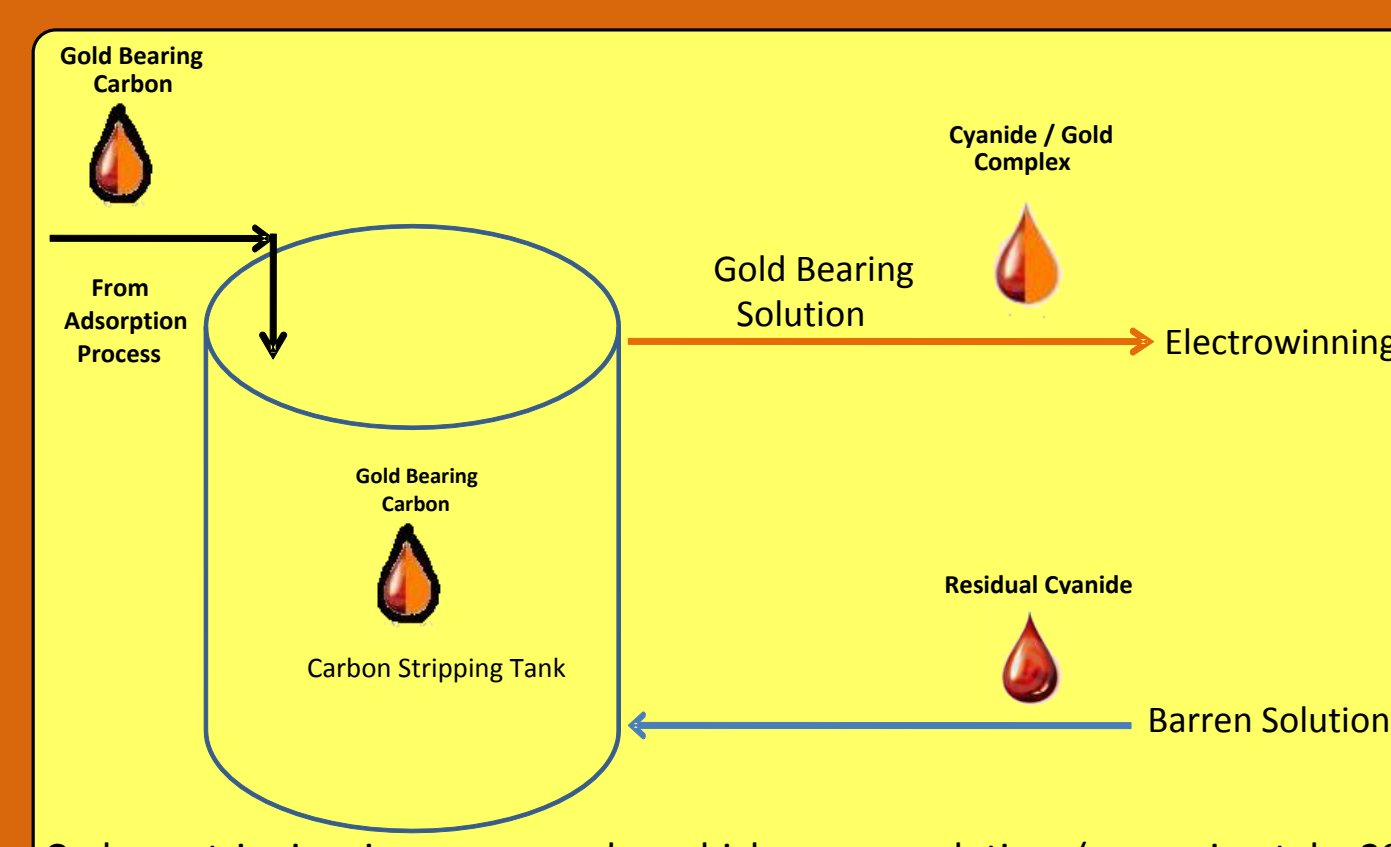 Gold Bearing
Carbon
From
Adsorption
Process
Cyanide / Gold
Complex
Gold Bearing
Solution
Electrowinning
Gold Bearing
Carbon
Carbon Stripping Tank
Residual Cyanide
Barren Solution